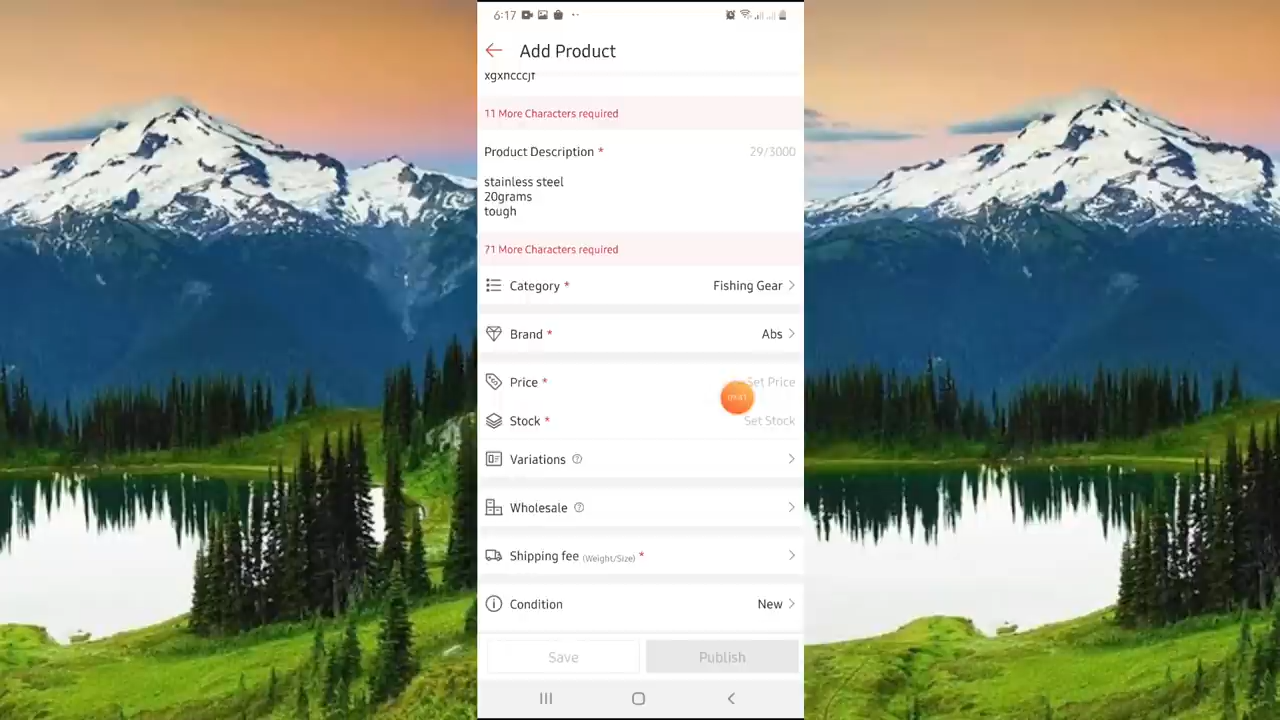 6:17
Add Product
xgxhcccjf
11 More Characters required
Product Description * 29/3000
stainless steel
20grams
tough
71 More Characters required
Category * Fishing Gear
Brand * Abs
Price * Set Price
Stock * Set Stock
Variations
Wholesale
Shipping fee (Weight/Size) *
Condition New
Save Publish